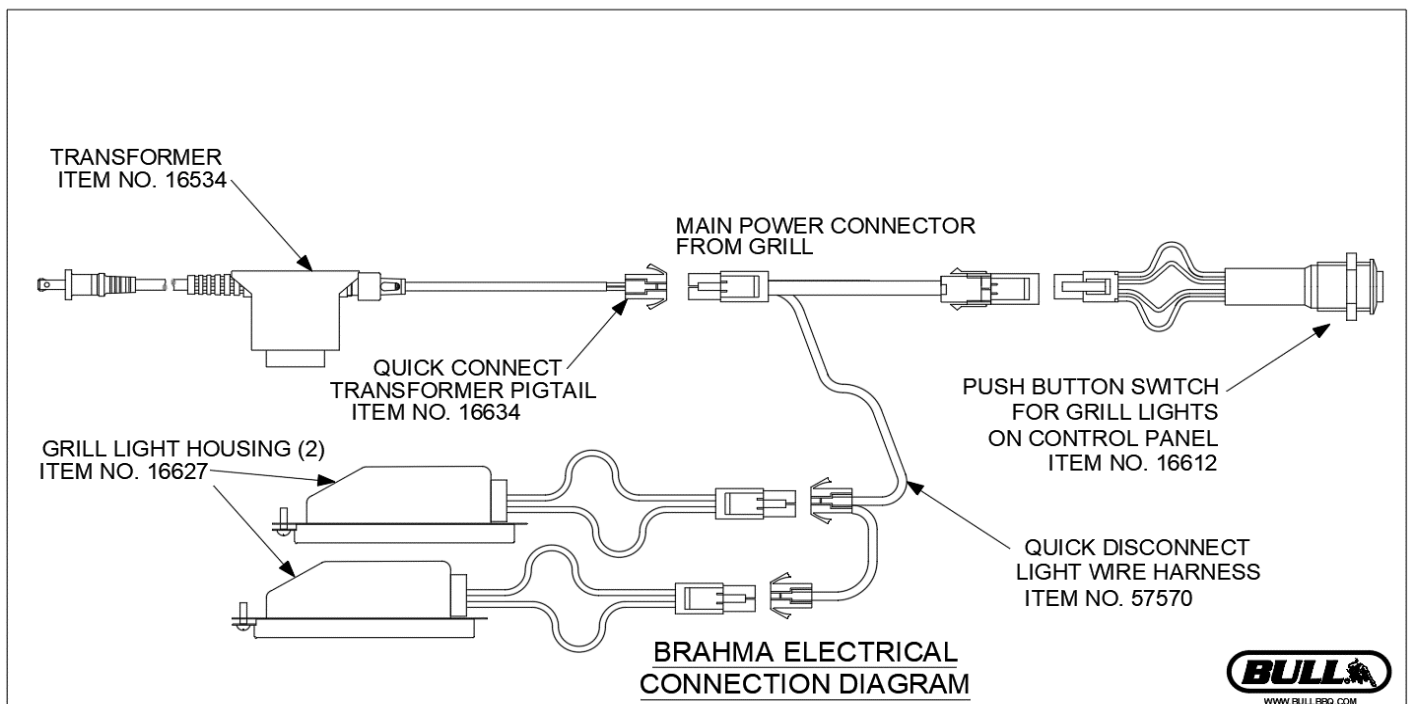 TRANSFORMER
ITEM NO. 16534
MAIN POWER CONNECTOR
FROM GRILL
QUICK CONNECT
TRANSFORMER PIGTAIL
ITEM NO. 16634
PUSH BUTTON SWITCH
FOR GRILL LIGHTS
ON CONTROL PANEL
ITEM NO. 16612
GRILL LIGHT HOUSING (2)
ITEM NO. 16627
QUICK DISCONNECT
LIGHT WIRE HARNESS
ITEM NO. 57570
BRAHMA ELECTRICAL
CONNECTION DIAGRAM
BULL
WWW.BULLBBQ.COM